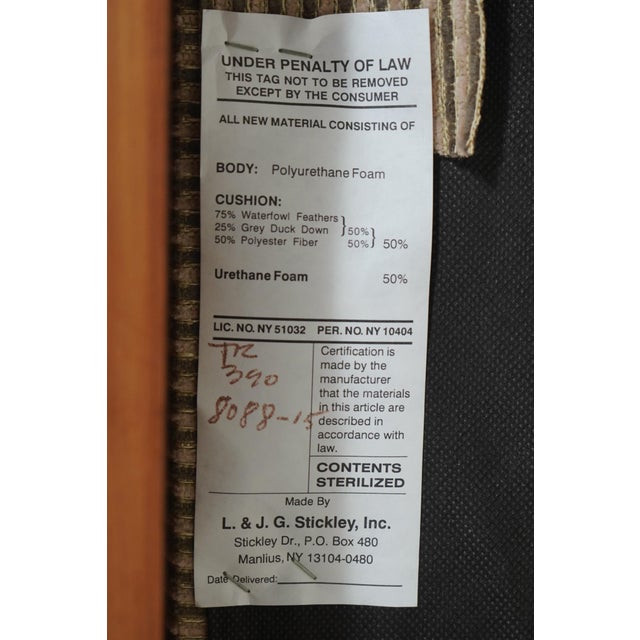 UNDER PENALTY OF LAW
THIS TAG NOT TO BE REMOVED
EXCEPT BY THE CONSUMER
ALL NEW MATERIAL CONSISTING OF
BODY: Polyurethane Foam
CUSHION:
75% Waterfowl Feathers
25% Grey Duck Down } 50%
50% Polyester Fiber 50% } 50%
Urethane Foam 50%
LIC. NO. NY 51032 PER. NO. NY 10404
TK
390
8088-15
Certification is
made by the
manufacturer
that the materials
in this article are
described in
accordance with
law.
CONTENTS
STERILIZED
Made By
L. & J. G. Stickley, Inc.
Stickley Dr., P.O. Box 480
Manlius, NY 13104-0480
Date Delivered: